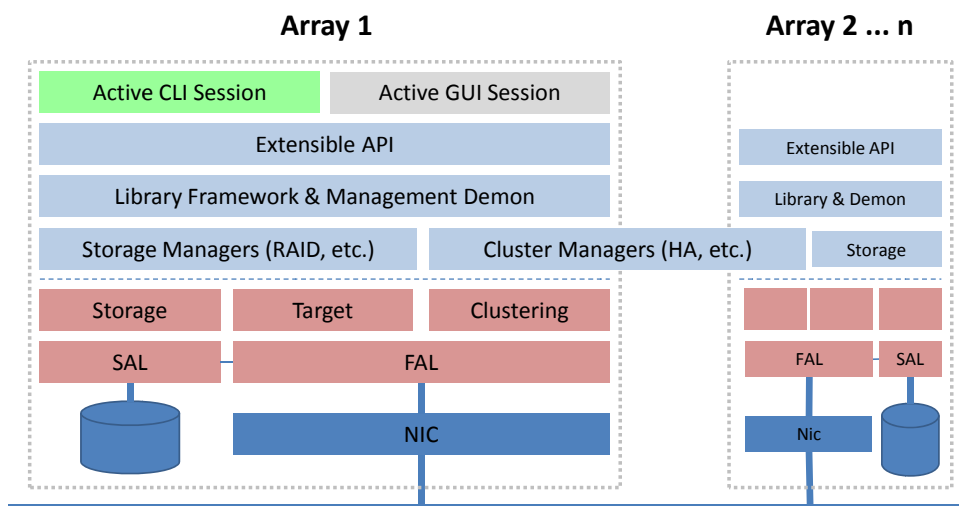 Array 1
Array 2 ... n
Active CLI Session
Active GUI Session
Extensible API
Extensible API
Library Framework & Management Demon
Library & Demon
Storage Managers (RAID, etc.)
Cluster Managers (HA, etc.)
Storage
Storage
Target
Clustering
SAL
FAL
FAL
SAL
NIC
Nic